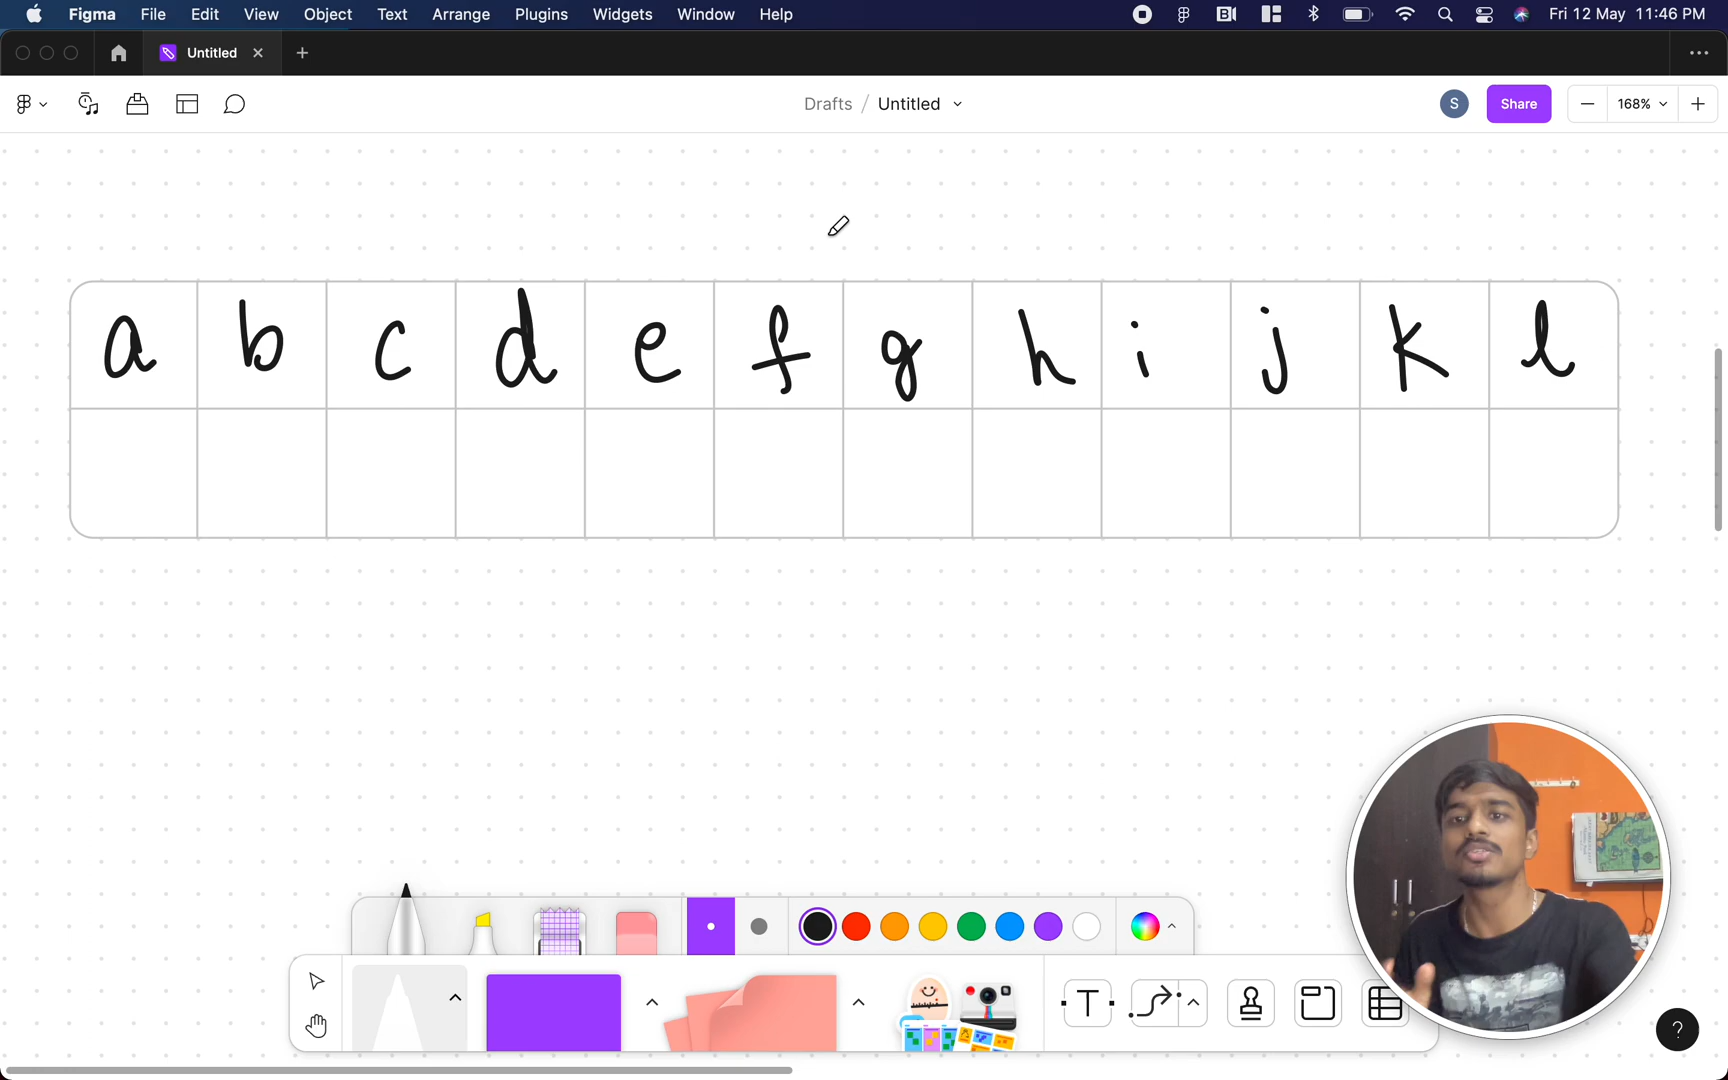 Figma File Edit View Object Text Arrange Plugins Widgets Window Help Fri 12 May 11:46 PM
Untitled
Drafts / Untitled S Share 168%
a b c d e f g h i j k l
T
?